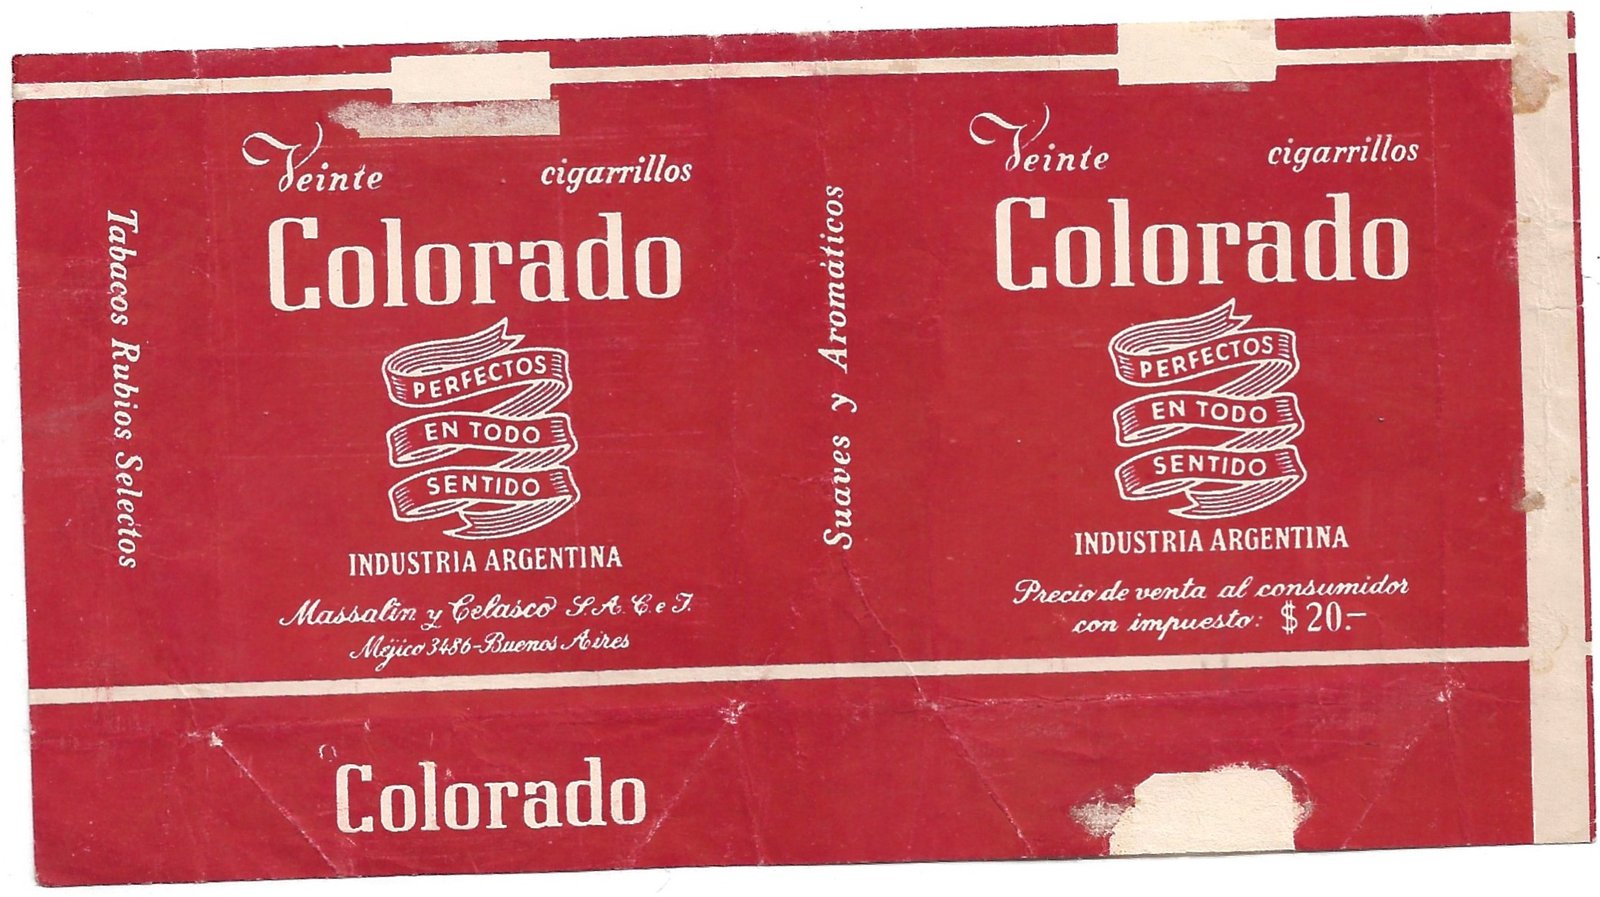 Tabacos Rubios Selectos
Veinte cigarrillos
Colorado
PERFECTOS
EN TODO
SENTIDO
INDUSTRIA ARGENTINA
Massalin y Celasco S.A.C. e I.
Méjico 3486-Buenos Aires
Colorado
Suaves y Aromáticos
Veinte cigarrillos
Colorado
PERFECTOS
EN TODO
SENTIDO
INDUSTRIA ARGENTINA
Precio de venta al consumidor
con impuesto: $ 20.-